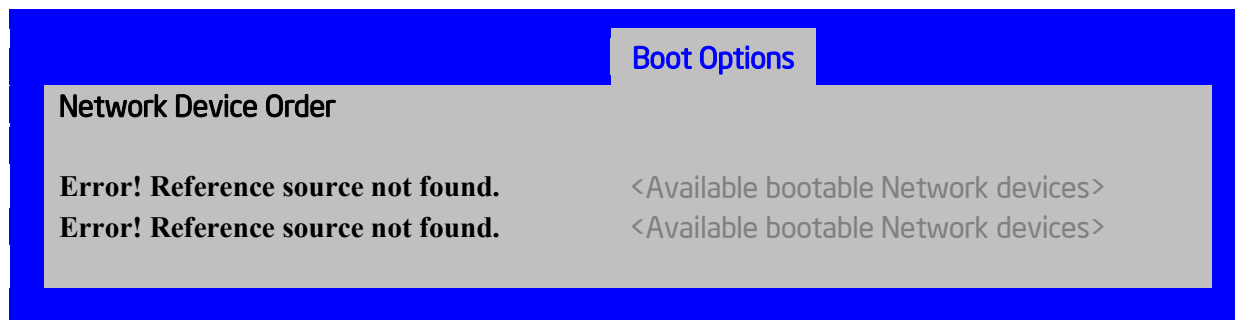 Boot Options
Network Device Order
Error! Reference source not found. <Available bootable Network devices>
Error! Reference source not found. <Available bootable Network devices>